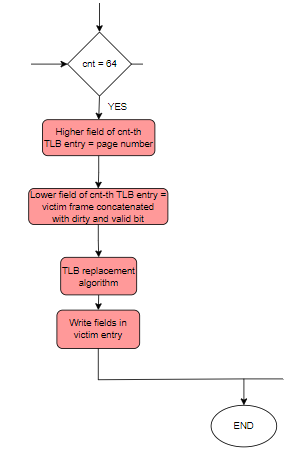 cnt = 64
YES
Higher field of cnt-th
TLB entry = page number
Lower field of cnt-th TLB entry =
victim frame concatenated
with dirty and valid bit
TLB replacement
algorithm
Write fields in
victim entry
END